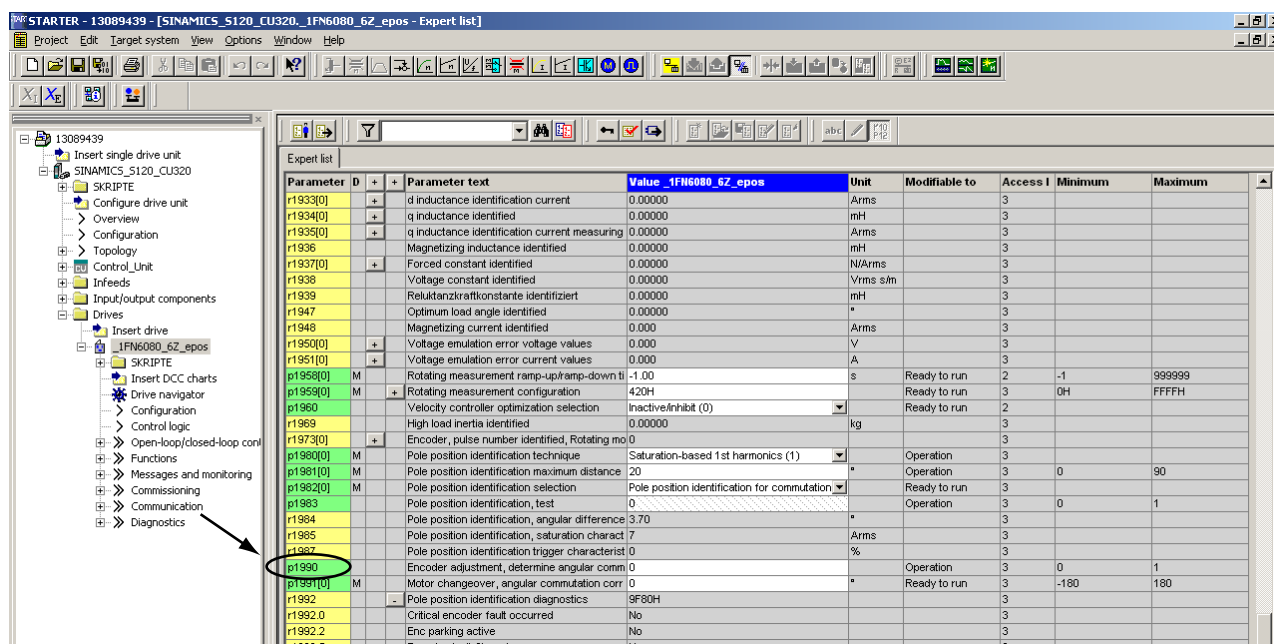 STARTER - 13089439 - [SINAMICS_S120_CU320._1FN6080_6Z_epos - Expert list]
Project Edit Target system View Options Window Help
13089439
Insert single drive unit
SINAMICS_S120_CU320
SKRIPTE
Configure drive unit
Overview
Configuration
Topology
Control_Unit
Infeeds
Input/output components
Drives
Insert drive
_1FN6080_6Z_epos
SKRIPTE
Insert DCC charts
Drive navigator
Configuration
Control logic
Open-loop/closed-loop cont
Functions
Messages and monitoring
Commissioning
Communication
Diagnostics
Expert list
Parameter D + + Parameter text Value _1FN6080_6Z_epos Unit Modifiable to Access l Minimum Maximum
r1933[0] + d inductance identification current 0.00000 Arms 3
r1934[0] + q inductance identified 0.00000 mH 3
r1935[0] + q inductance identification current measuring 0.00000 Arms 3
r1936 Magnetizing inductance identified 0.00000 mH 3
r1937[0] + Forced constant identified 0.00000 N/Arms 3
r1938 Voltage constant identified 0.00000 Vrms s/m 3
r1939 Reluktanzkraftkonstante identifiziert 0.00000 mH 3
r1947 Optimum load angle identified 0.00000 ° 3
r1948 Magnetizing current identified 0.000 Arms 3
r1950[0] + Voltage emulation error voltage values 0.000 V 3
r1951[0] + Voltage emulation error current values 0.000 A 3
p1958[0] M Rotating measurement ramp-up/ramp-down ti -1.00 s Ready to run 2 -1 999999
p1959[0] M + Rotating measurement configuration 420H Ready to run 3 0H FFFFH
p1960 Velocity controller optimization selection Inactive/inhibit (0) Ready to run 2
r1969 High load inertia identified 0.00000 kg 3
r1973[0] + Encoder, pulse number identified, Rotating mo 0 3
p1980[0] M Pole position identification technique Saturation-based 1st harmonics (1) Operation 3
p1981[0] M Pole position identification maximum distance 20 ° Operation 3 0 90
p1982[0] M Pole position identification selection Pole position identification for commutation Ready to run 3
p1983 Pole position identification, test 0 Operation 3 0 1
r1984 Pole position identification, angular difference 3.70 ° 3
r1985 Pole position identification, saturation charact 7 Arms 3
r1987 Pole position identification trigger characterist 0 % 3
p1990 Encoder adjustment, determine angular comm 0 Operation 3 0 1
p1991[0] M Motor changeover, angular commutation corr 0 ° Ready to run 3 -180 180
r1992 - Pole position identification diagnostics 9F80H 3
r1992.0 Critical encoder fault occurred No 3
r1992.2 Enc parking active No 3